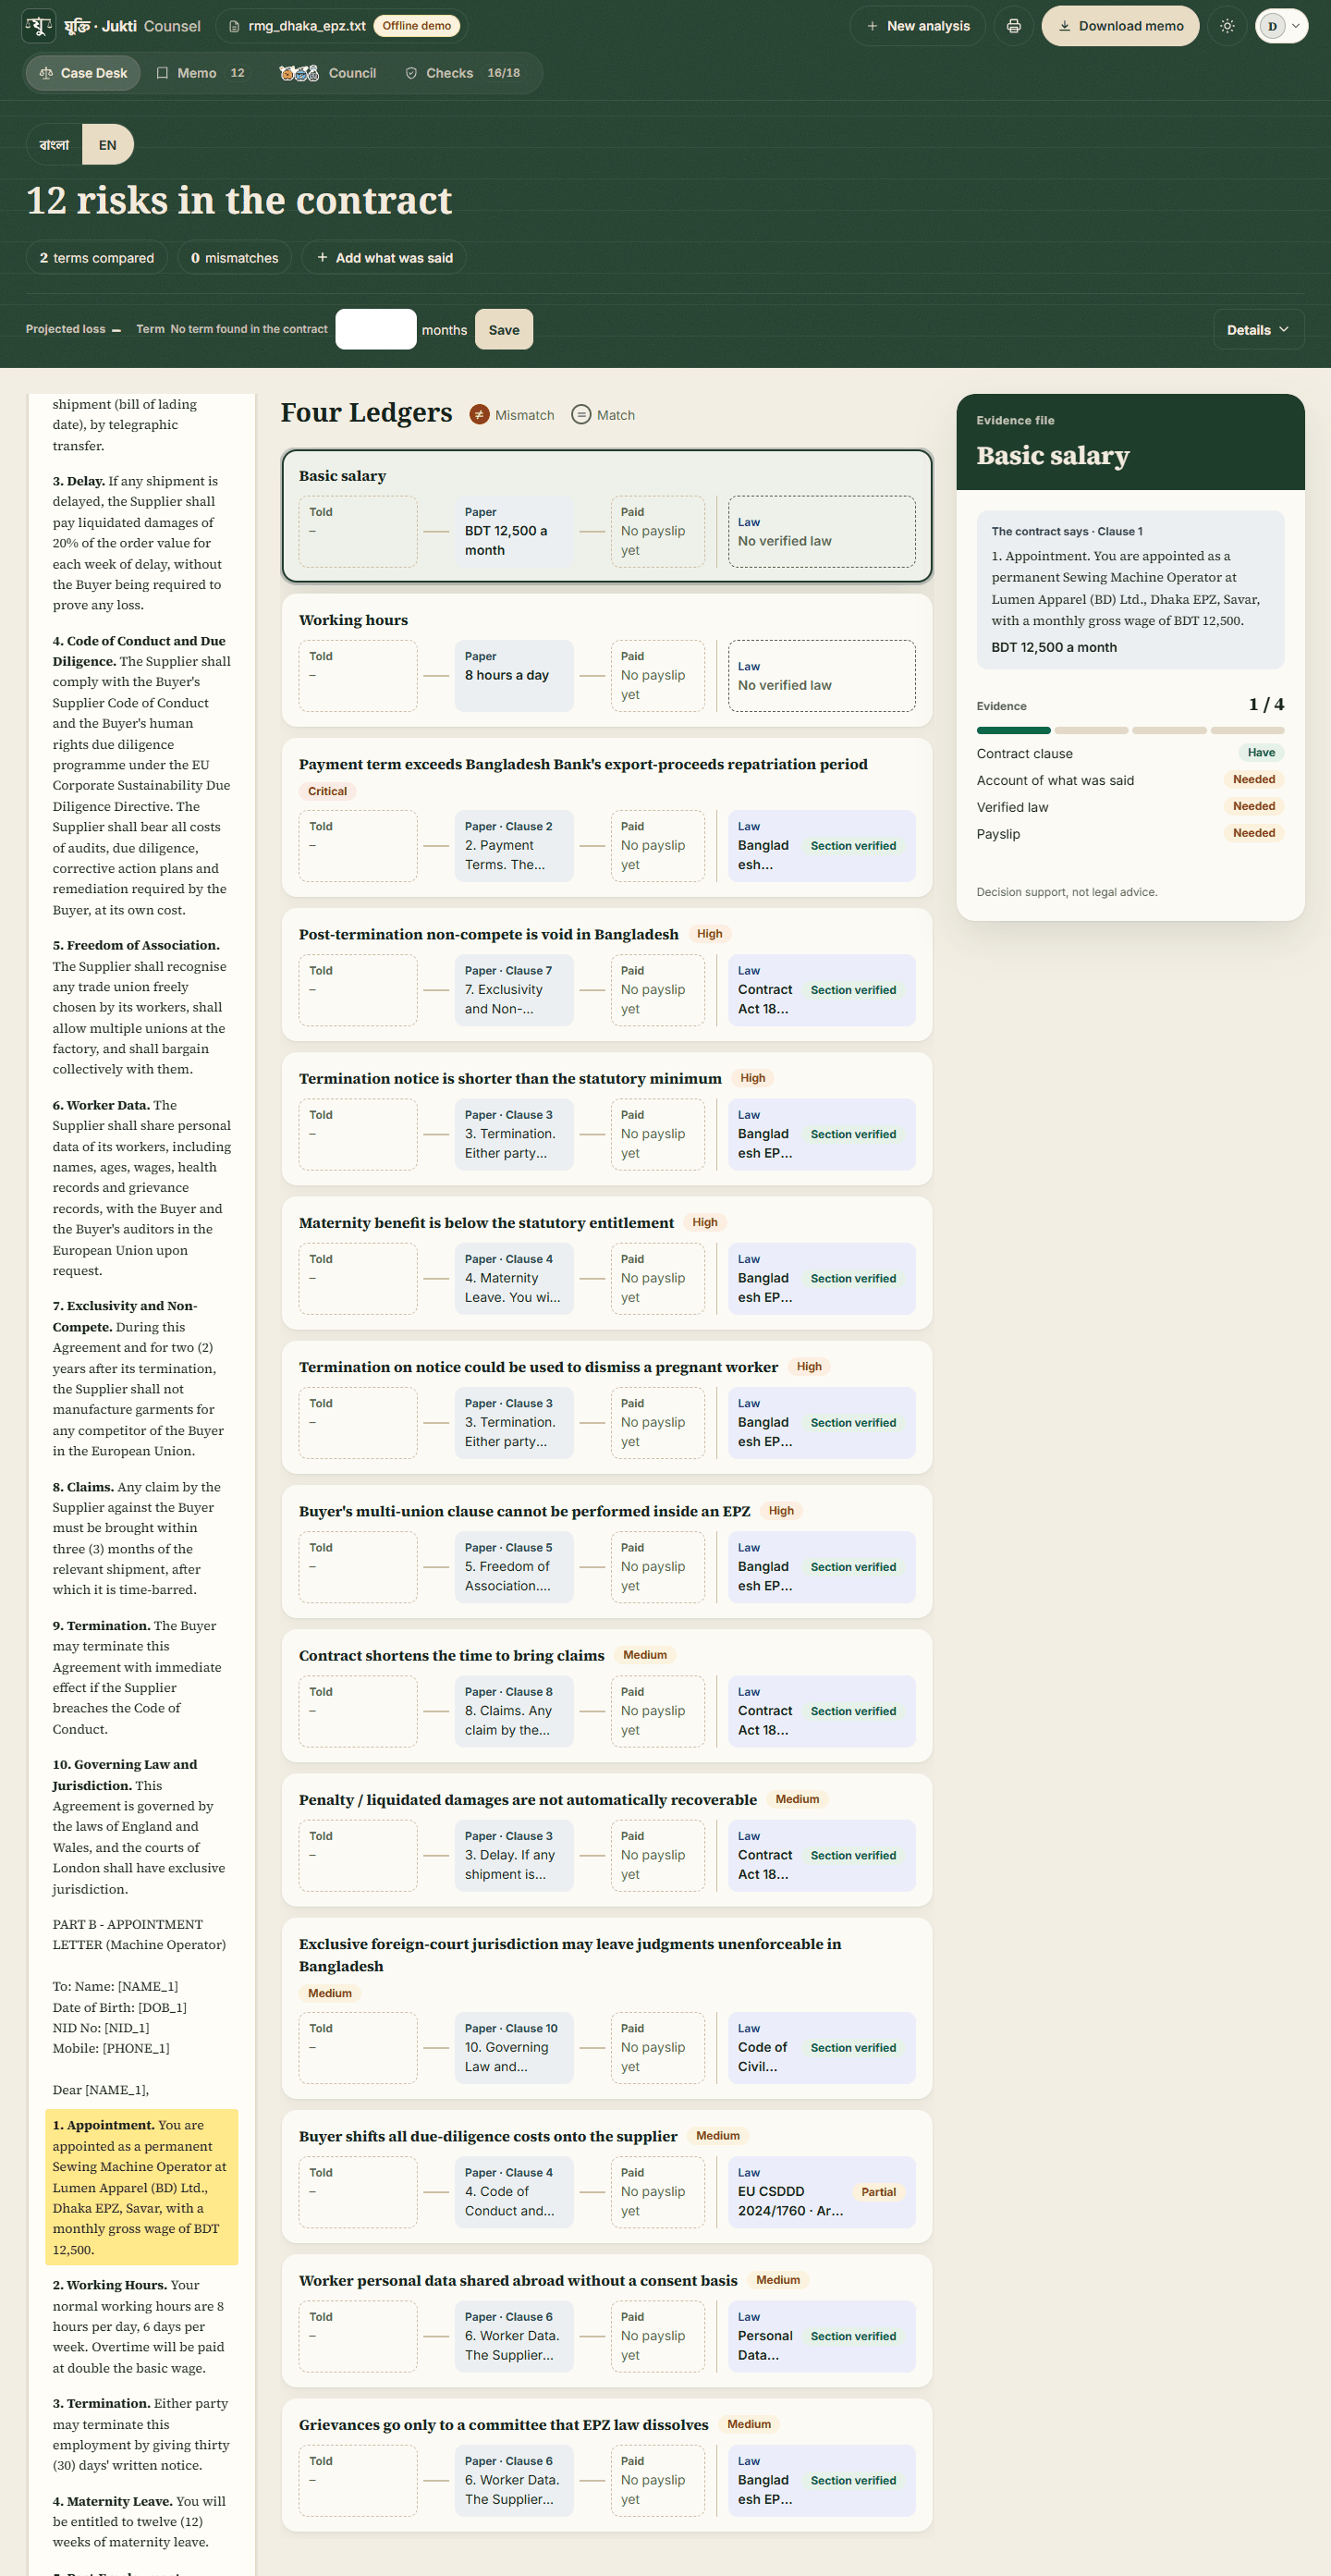 যুক্তি · Jukti Counsel
rmg_dhaka_epz.txt Offline demo
New analysis
Download memo
D
Case Desk
Memo 12
Council
Checks 16/18
বাংলা EN
12 risks in the contract
2 terms compared
0 mismatches
Add what was said
Projected loss – Term No term found in the contract months Save
Details
shipment (bill of lading
date), by telegraphic
transfer.
3. Delay. If any shipment is
delayed, the Supplier shall
pay liquidated damages of
20% of the order value for
each week of delay, without
the Buyer being required to
prove any loss.
4. Code of Conduct and Due
Diligence. The Supplier shall
comply with the Buyer's
Supplier Code of Conduct
and the Buyer's human
rights due diligence
programme under the EU
Corporate Sustainability Due
Diligence Directive. The
Supplier shall bear all costs
of audits, due diligence,
corrective action plans and
remediation required by the
Buyer, at its own cost.
5. Freedom of Association.
The Supplier shall recognise
any trade union freely
chosen by its workers, shall
allow multiple unions at the
factory, and shall bargain
collectively with them.
6. Worker Data. The
Supplier shall share personal
data of its workers, including
names, ages, wages, health
records and grievance
records, with the Buyer and
the Buyer's auditors in the
European Union upon
request.
7. Exclusivity and Non-
Compete. During this
Agreement and for two (2)
years after its termination,
the Supplier shall not
manufacture garments for
any competitor of the Buyer
in the European Union.
8. Claims. Any claim by the
Supplier against the Buyer
must be brought within
three (3) months of the
relevant shipment, after
which it is time-barred.
9. Termination. The Buyer
may terminate this
Agreement with immediate
effect if the Supplier
breaches the Code of
Conduct.
10. Governing Law and
Jurisdiction. This
Agreement is governed by
the laws of England and
Wales, and the courts of
London shall have exclusive
jurisdiction.
PART B - APPOINTMENT
LETTER (Machine Operator)
To: Name: [NAME_1]
Date of Birth: [DOB_1]
NID No: [NID_1]
Mobile: [PHONE_1]
Dear [NAME_1],
1. Appointment. You are
appointed as a permanent
Sewing Machine Operator at
Lumen Apparel (BD) Ltd.,
Dhaka EPZ, Savar, with a
monthly gross wage of BDT
12,500.
2. Working Hours. Your
normal working hours are 8
hours per day, 6 days per
week. Overtime will be paid
at double the basic wage.
3. Termination. Either party
may terminate this
employment by giving thirty
(30) days' written notice.
4. Maternity Leave. You will
be entitled to twelve (12)
weeks of maternity leave.
Four Ledgers ≠ Mismatch = Match
Basic salary
Told
–
Paper
BDT 12,500 a
month
Paid
No payslip
yet
Law
No verified law
Working hours
Told
–
Paper
8 hours a day
Paid
No payslip
yet
Law
No verified law
Payment term exceeds Bangladesh Bank's export-proceeds repatriation period
Critical
Told
–
Paper · Clause 2
2. Payment
Terms. The...
Paid
No payslip
yet
Law
Banglad
esh...
Section verified
Post-termination non-compete is void in Bangladesh High
Told
–
Paper · Clause 7
7. Exclusivity
and Non-...
Paid
No payslip
yet
Law
Contract
Act 18...
Section verified
Termination notice is shorter than the statutory minimum High
Told
–
Paper · Clause 3
3. Termination.
Either party...
Paid
No payslip
yet
Law
Banglad
esh EP...
Section verified
Maternity benefit is below the statutory entitlement High
Told
–
Paper · Clause 4
4. Maternity
Leave. You wi...
Paid
No payslip
yet
Law
Banglad
esh EP...
Section verified
Termination on notice could be used to dismiss a pregnant worker High
Told
–
Paper · Clause 3
3. Termination.
Either party...
Paid
No payslip
yet
Law
Banglad
esh EP...
Section verified
Buyer's multi-union clause cannot be performed inside an EPZ High
Told
–
Paper · Clause 5
5. Freedom of
Association....
Paid
No payslip
yet
Law
Banglad
esh EP...
Section verified
Contract shortens the time to bring claims Medium
Told
–
Paper · Clause 8
8. Claims. Any
claim by the...
Paid
No payslip
yet
Law
Contract
Act 18...
Section verified
Penalty / liquidated damages are not automatically recoverable Medium
Told
–
Paper · Clause 3
3. Delay. If any
shipment is...
Paid
No payslip
yet
Law
Contract
Act 18...
Section verified
Exclusive foreign-court jurisdiction may leave judgments unenforceable in
Bangladesh
Medium
Told
–
Paper · Clause 10
10. Governing
Law and...
Paid
No payslip
yet
Law
Code of
Civil...
Section verified
Buyer shifts all due-diligence costs onto the supplier Medium
Told
–
Paper · Clause 4
4. Code of
Conduct and...
Paid
No payslip
yet
Law
EU CSDDD
2024/1760 · Ar...
Partial
Worker personal data shared abroad without a consent basis Medium
Told
–
Paper · Clause 6
6. Worker Data.
The Supplier...
Paid
No payslip
yet
Law
Personal
Data...
Section verified
Grievances go only to a committee that EPZ law dissolves Medium
Told
–
Paper · Clause 6
6. Worker Data.
The Supplier...
Paid
No payslip
yet
Law
Banglad
esh EP...
Section verified
Evidence file
Basic salary
The contract says · Clause 1
1. Appointment. You are appointed as a
permanent Sewing Machine Operator at
Lumen Apparel (BD) Ltd., Dhaka EPZ, Savar,
with a monthly gross wage of BDT 12,500.
BDT 12,500 a month
Evidence 1 / 4
Contract clause Have
Account of what was said Needed
Verified law Needed
Payslip Needed
Decision support, not legal advice.